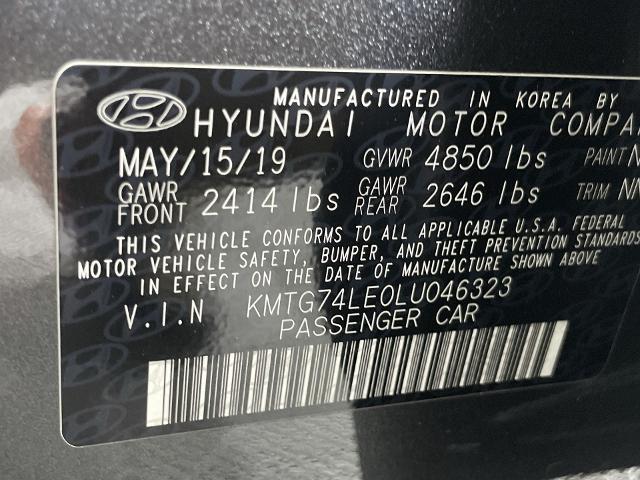 MANUFACTURED IN KOREA BY
HYUNDAI MOTOR
MAY/15/19 GVWR 4850 lbs PAINT
GAWR FRONT 2414 lbs GAWR REAR 2646 lbs TRIM
THIS VEHICLE CONFORMS TO ALL APPLICABLE U.S.A. FEDERAL
MOTOR VEHICLE SAFETY, BUMPER, AND THEFT PREVENTION STANDARDS
IN EFFECT ON THE DATE OF MANUFACTURE SHOWN ABOVE
V.I.N KMTG74LE0LU046323
PASSENGER CAR